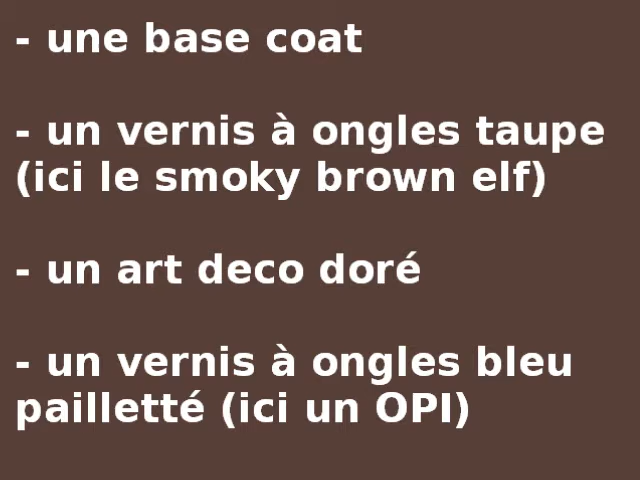 - une base coat
- un vernis à ongles taupe
(ici le smoky brown elf)
- un art deco doré
- un vernis à ongles bleu
pailletté (ici un OPI)